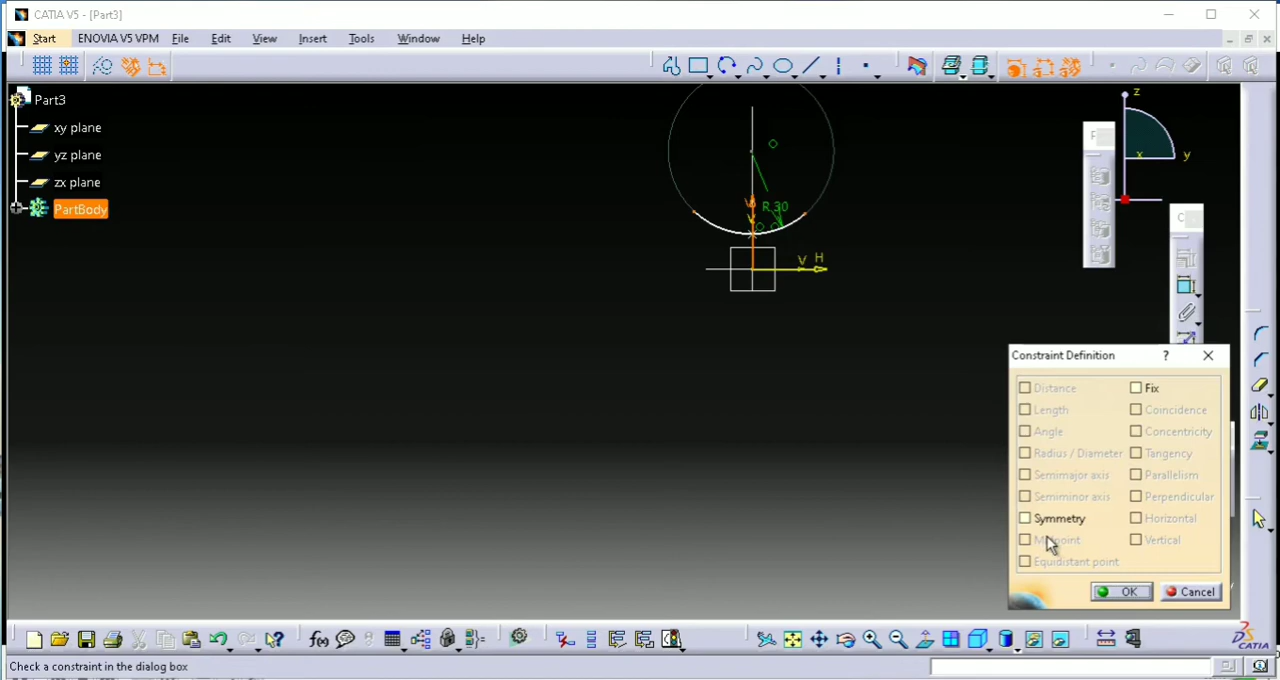 CATIA V5 - [Part3]
Start ENOVIA V5 VPM File Edit View Insert Tools Window Help
Part3
xy plane
yz plane
zx plane
PartBody
z
x
y
R 30
V
V H
Constraint Definition ?
Distance Fix
Length Coincidence
Angle Concentricity
Radius / Diameter Tangency
Semimajor axis Parallelism
Semiminor axis Perpendicular
Symmetry Horizontal
Midpoint Vertical
Equidistant point
OK Cancel
f(x)
CATIA
Check a constraint in the dialog box